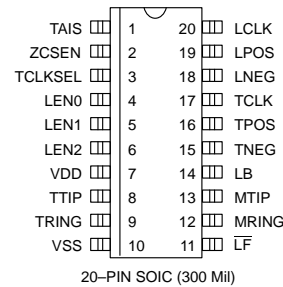 TAIS 1 20 LCLK
ZCSEN 2 19 LPOS
TCLKSEL 3 18 LNEG
LEN0 4 17 TCLK
LEN1 5 16 TPOS
LEN2 6 15 TNEG
VDD 7 14 LB
TTIP 8 13 MTIP
TRING 9 12 MRING
VSS 10 11 L̅F̅
20–PIN SOIC (300 Mil)